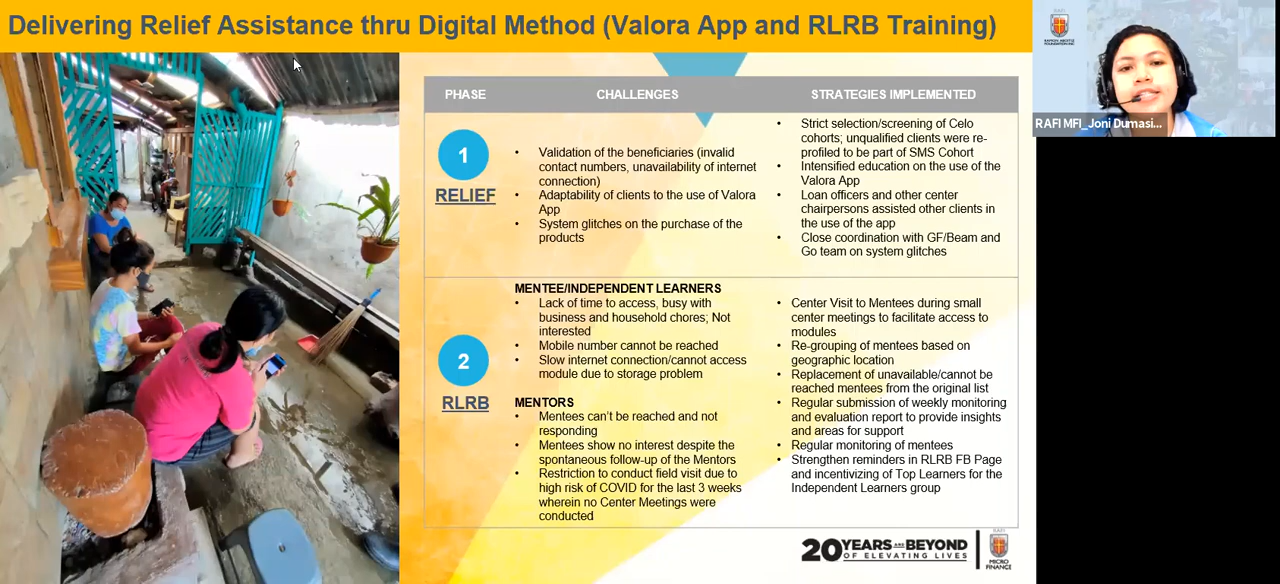 Delivering Relief Assistance thru Digital Method (Valora App and RLRB Training)
PHASE
CHALLENGES
STRATEGIES IMPLEMENTED
1
RELIEF
• Validation of the beneficiaries (invalid
contact numbers, unavailability of internet
connection)
• Adaptability of clients to the use of Valora
App
• System glitches on the purchase of the
products
• Strict selection/screening of Celo
cohorts; unqualified clients were re-
profiled to be part of SMS Cohort
• Intensified education on the use of the
Valora App
• Loan officers and other center
chairpersons assisted other clients in
the use of the app
• Close coordination with GF/Beam and
Go team on system glitches
2
RLRB
MENTEE/INDEPENDENT LEARNERS
• Lack of time to access, busy with
business and household chores; Not
interested
• Mobile number cannot be reached
• Slow internet connection/cannot access
module due to storage problem
MENTORS
• Mentees can't be reached and not
responding
• Mentees show no interest despite the
spontaneous follow-up of the Mentors
• Restriction to conduct field visit due to
high risk of COVID for the last 3 weeks
wherein no Center Meetings were
conducted
• Center Visit to Mentees during small
center meetings to facilitate access to
modules
• Re-grouping of mentees based on
geographic location
• Replacement of unavailable/cannot be
reached mentees from the original list
• Regular submission of weekly monitoring
and evaluation report to provide insights
and areas for support
• Regular monitoring of mentees
• Strengthen reminders in RLRB FB Page
and incentivizing of Top Learners for the
Independent Learners group
20 YEARS AND BEYOND
OF ELEVATING LIVES
RAFI
MICRO
FINANCE
RAMON ABOITIZ
FOUNDATION INC.
RAFI MFI_Joni Dumasi...